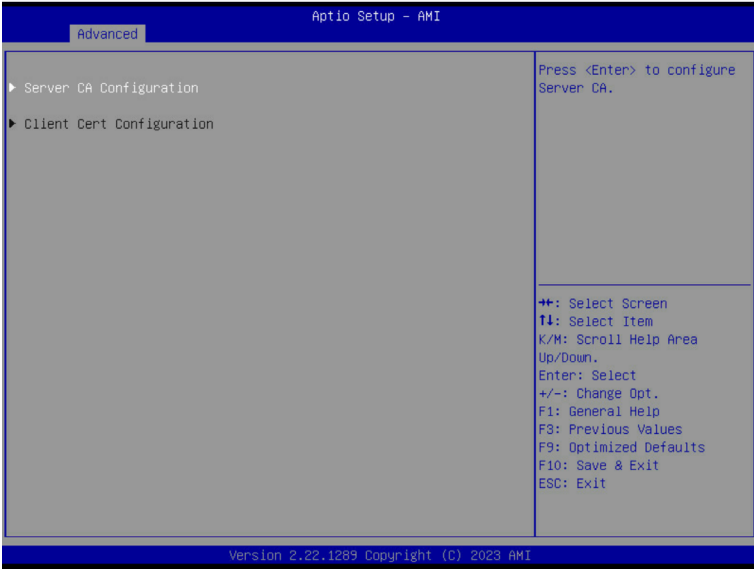 Aptio Setup – AMI
Advanced
▶ Server CA Configuration
▶ Client Cert Configuration
Press <Enter> to configure
Server CA.
→←: Select Screen
↑↓: Select Item
K/M: Scroll Help Area
Up/Down.
Enter: Select
+/-: Change Opt.
F1: General Help
F3: Previous Values
F9: Optimized Defaults
F10: Save & Exit
ESC: Exit
Version 2.22.1289 Copyright (C) 2023 AMI